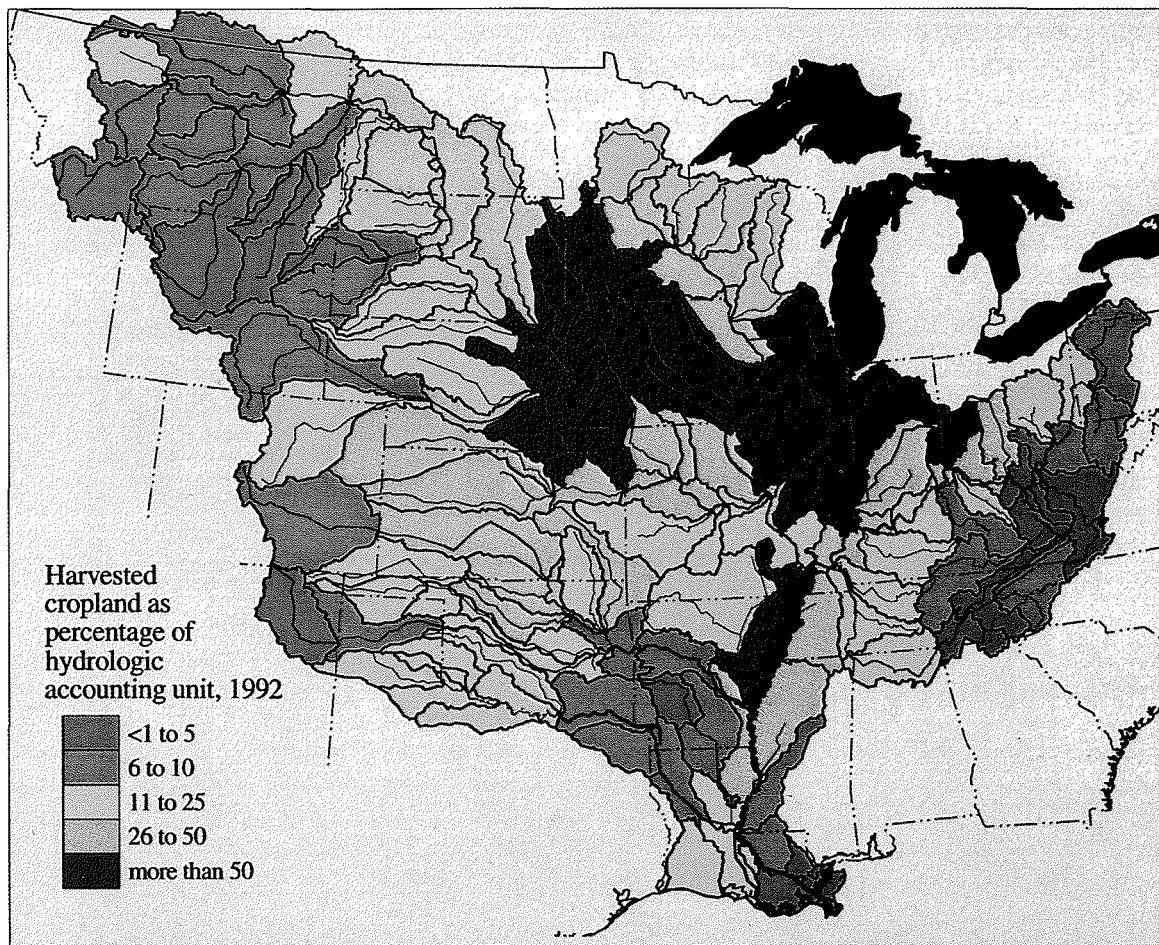 Harvested
cropland as
percentage of
hydrologic
accounting unit, 1992
<1 to 5
6 to 10
11 to 25
26 to 50
more than 50